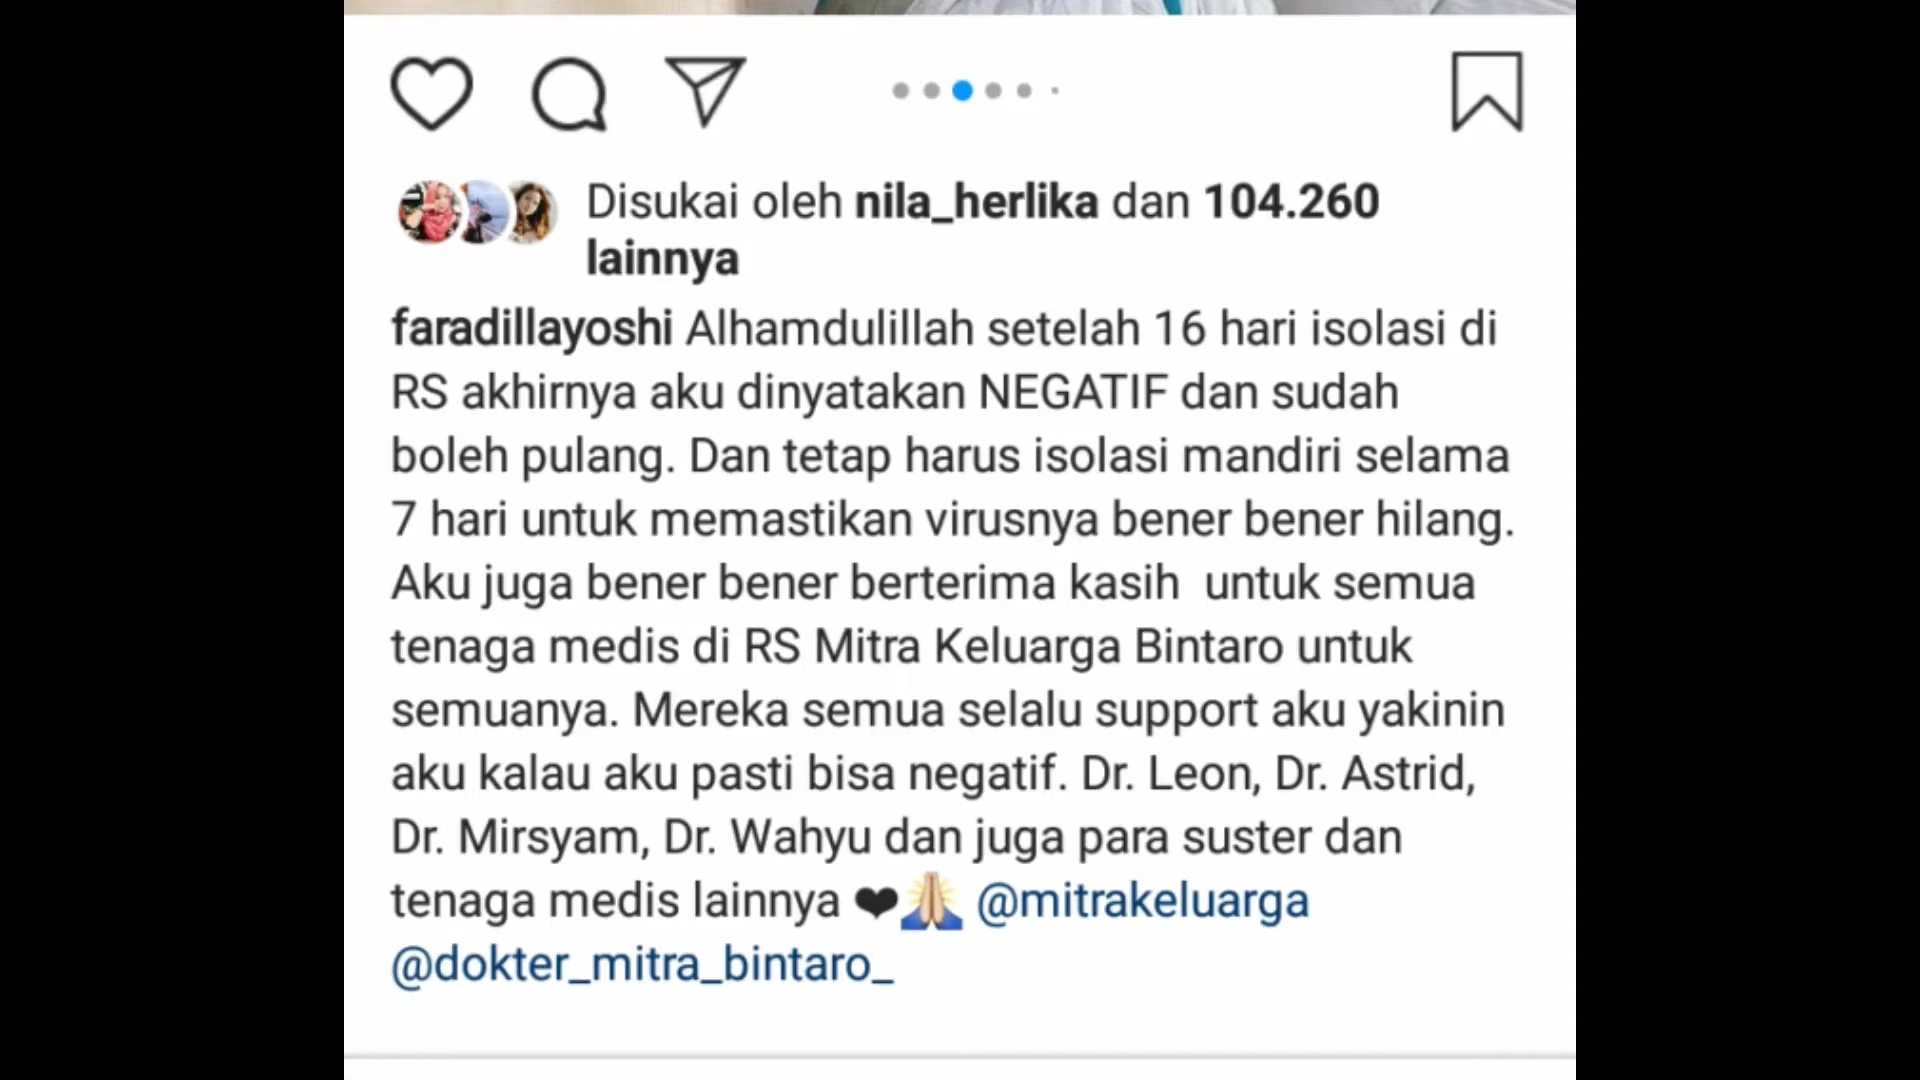 Disukai oleh nila_herlika dan 104.260
lainnya
faradillayoshi Alhamdulillah setelah 16 hari isolasi di
RS akhirnya aku dinyatakan NEGATIF dan sudah
boleh pulang. Dan tetap harus isolasi mandiri selama
7 hari untuk memastikan virusnya bener bener hilang.
Aku juga bener bener berterima kasih  untuk semua
tenaga medis di RS Mitra Keluarga Bintaro untuk
semuanya. Mereka semua selalu support aku yakinin
aku kalau aku pasti bisa negatif. Dr. Leon, Dr. Astrid,
Dr. Mirsyam, Dr. Wahyu dan juga para suster dan
tenaga medis lainnya ❤🙏 @mitrakeluarga
@dokter_mitra_bintaro_